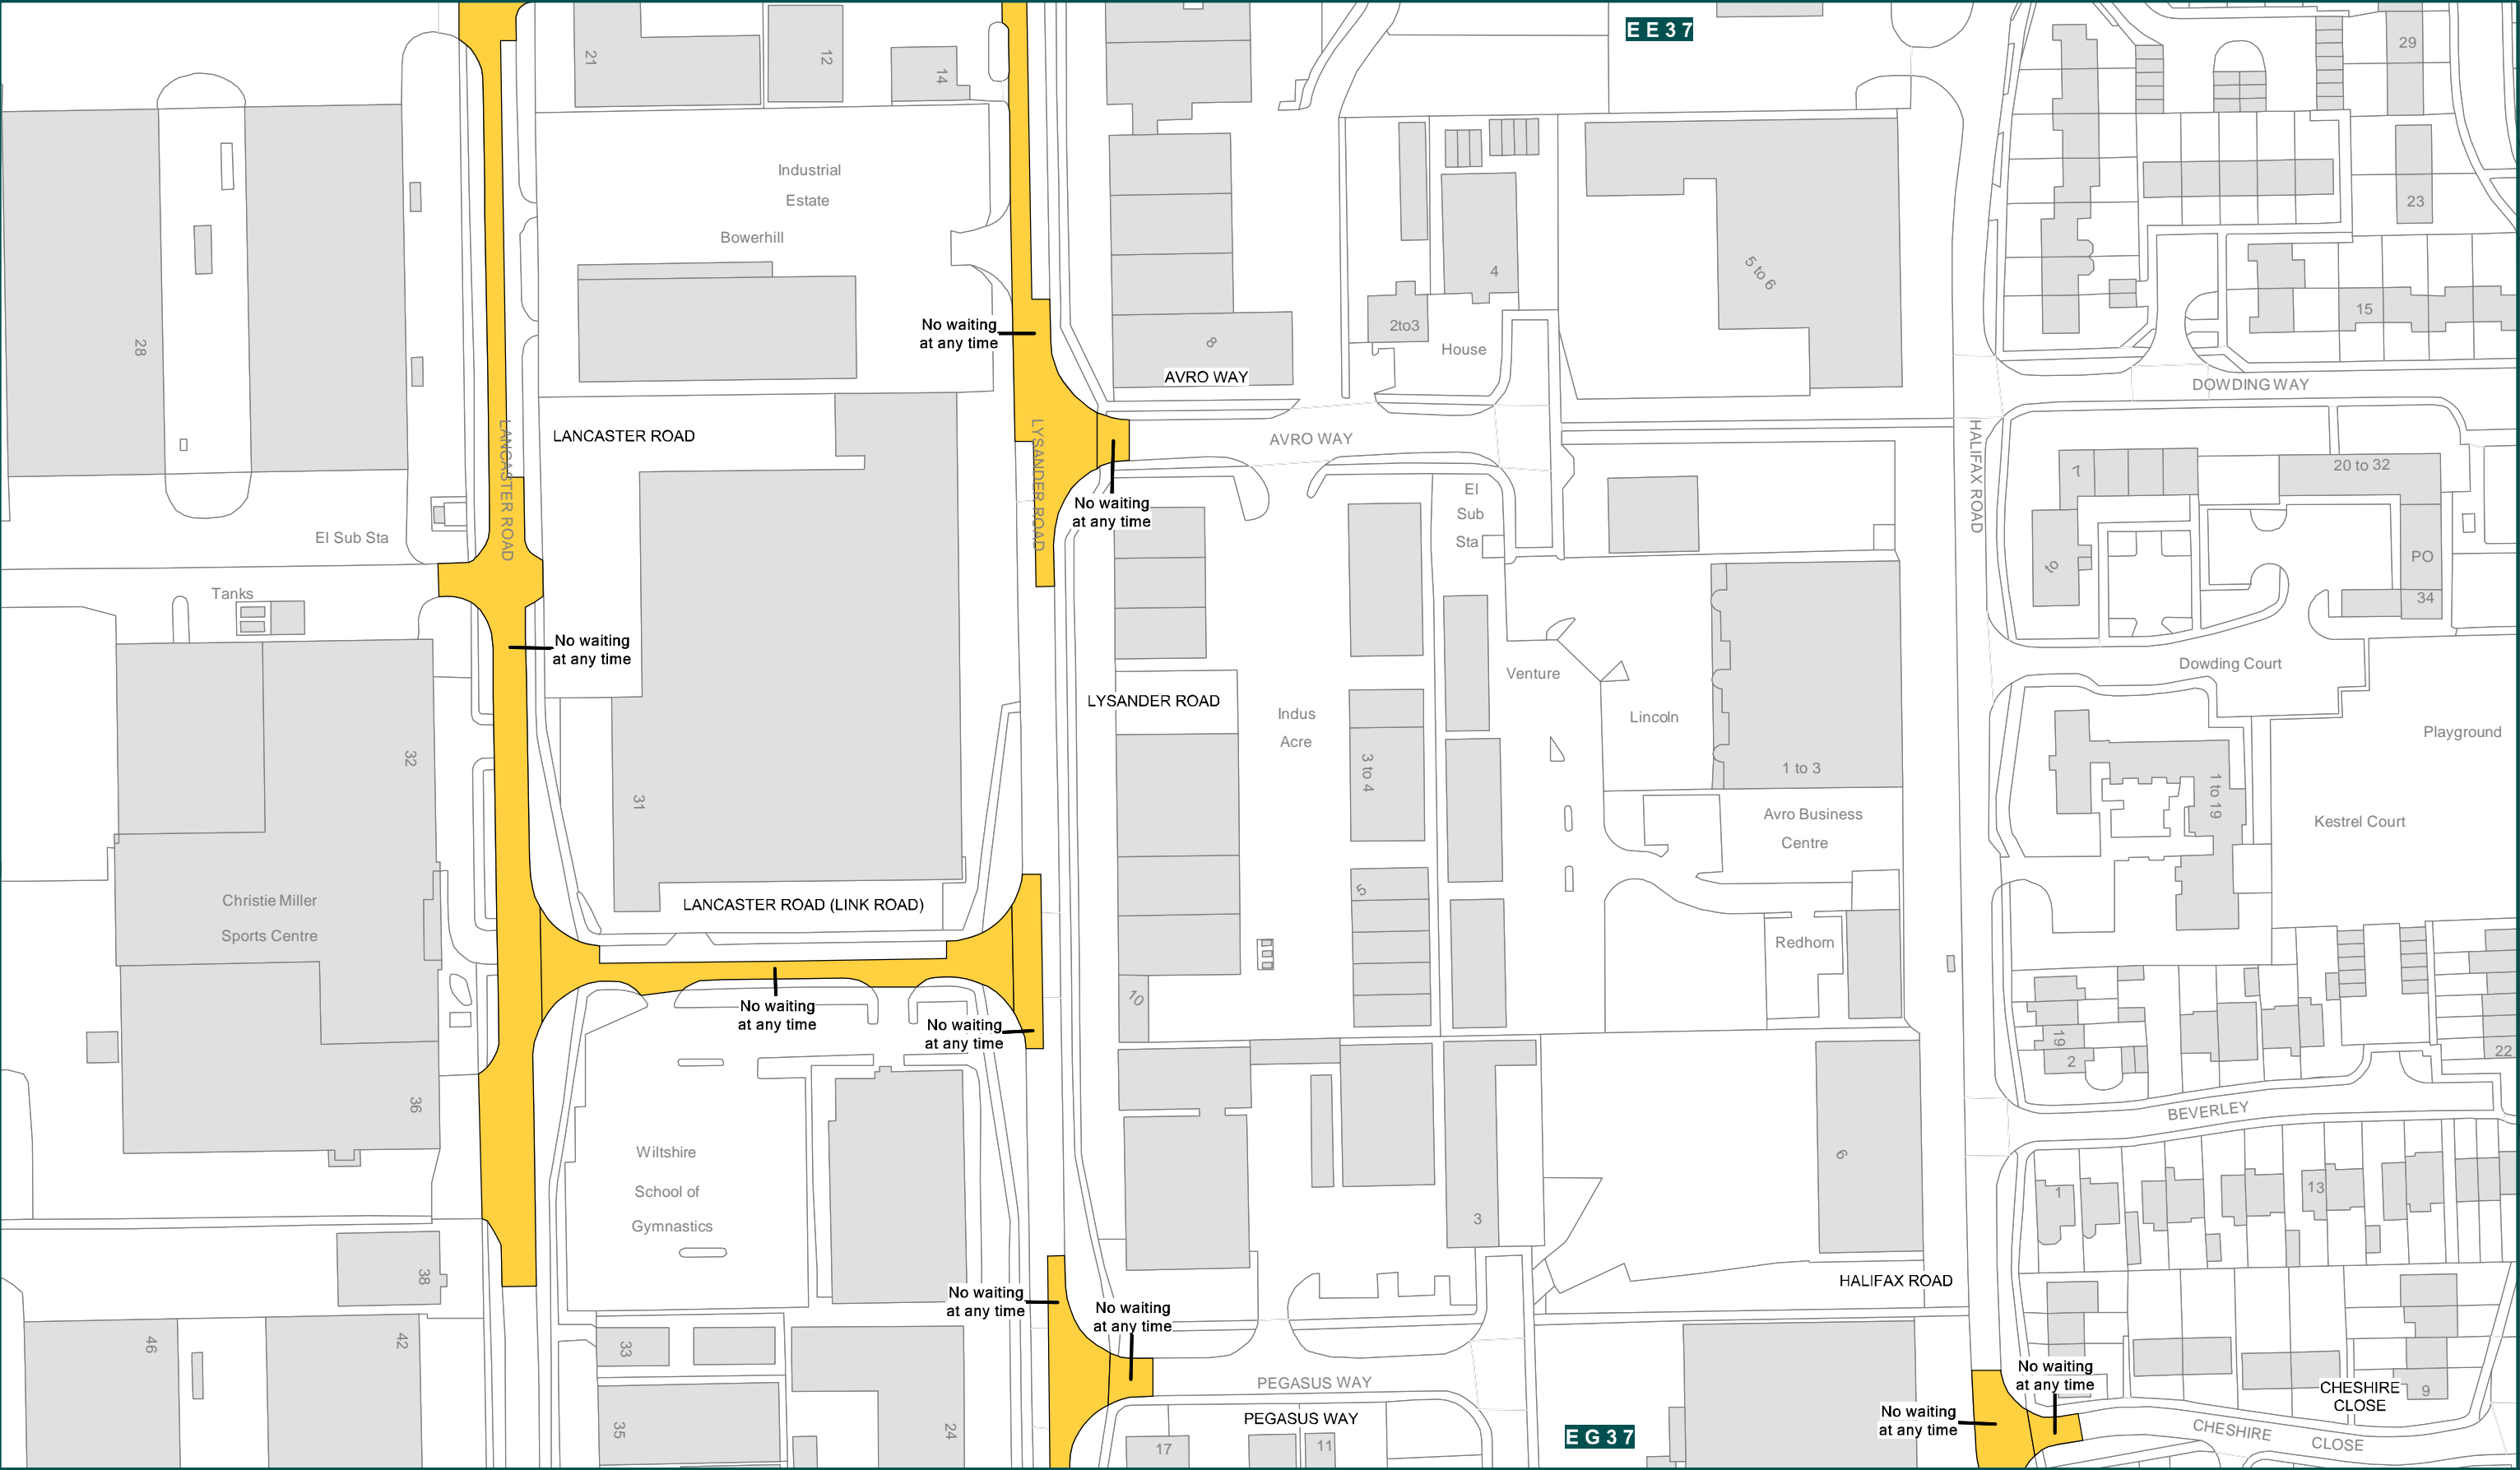 EE37
21
12
14
29
Industrial
Estate
Bowerhill
28
No waiting
at any time
8
AVRO WAY
4
2to3
House
5 to 6
23
15
DOWDING WAY
LANCASTER ROAD
LANCASTER ROAD
LYSANDER ROAD
AVRO WAY
HALIFAX ROAD
7
20 to 32
No waiting
at any time
El
Sub
Sta
El Sub Sta
to
PO
34
Tanks
No waiting
at any time
Dowding Court
Venture
LYSANDER ROAD
Indus
Acre
Lincoln
Playground
32
3 to 4
1 to 3
1 to 19
31
Avro Business
Centre
Kestrel Court
Christie Miller
Sports Centre
LANCASTER ROAD (LINK ROAD)
5
Redhorn
10
No waiting
at any time
No waiting
at any time
19
2
22
36
BEVERLEY
Wiltshire
School of
Gymnastics
6
1
13
3
38
HALIFAX ROAD
No waiting
at any time
No waiting
at any time
46
42
33
PEGASUS WAY
No waiting
at any time
CHESHIRE
CLOSE
9
35
24
PEGASUS WAY
17
11
EG37
No waiting
at any time
CHESHIRE
CLOSE